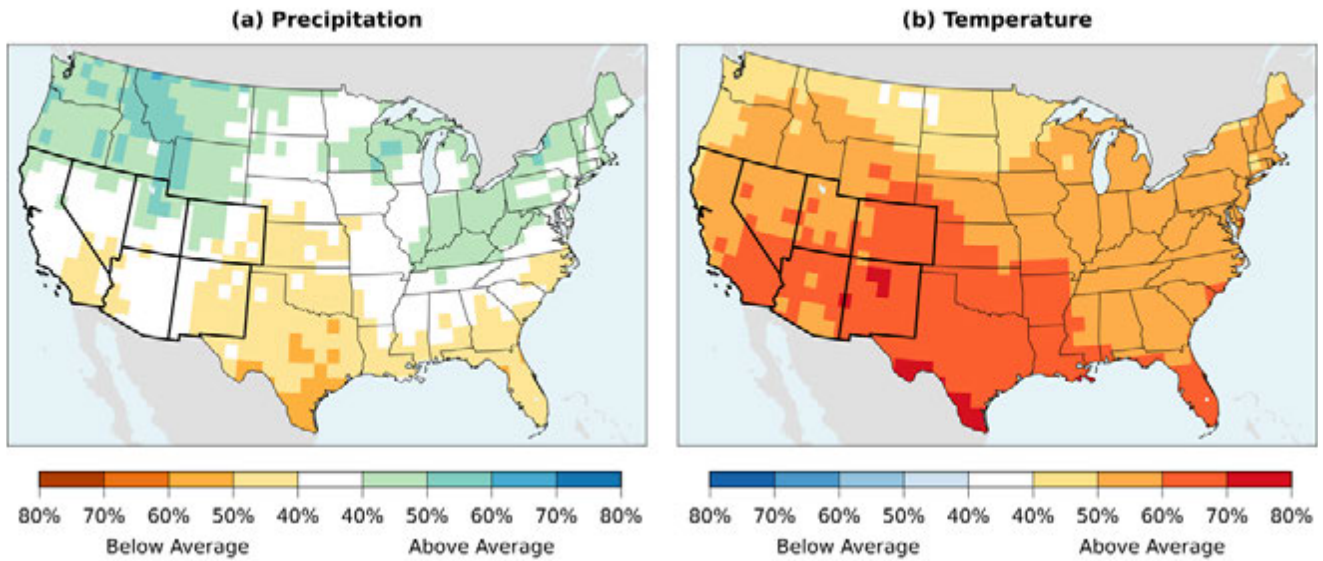 (a) Precipitation
(b) Temperature
80% 70% 60% 50% 40% 40% 50% 60% 70% 80%
Below Average Above Average
80% 70% 60% 50% 40% 40% 50% 60% 70% 80%
Below Average Above Average